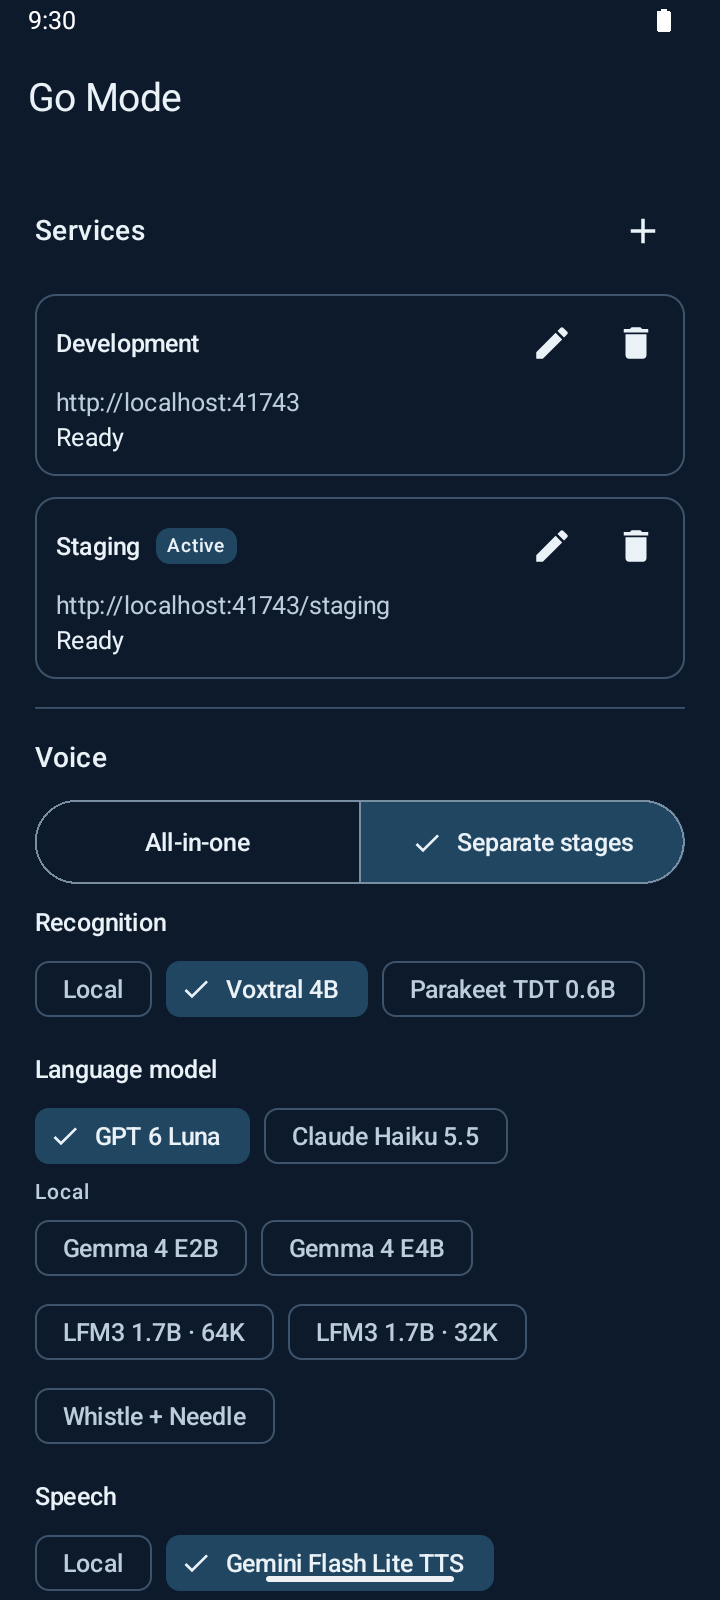 9:30
Go Mode
Services
Development
http://localhost:41743
Ready
Staging Active
http://localhost:41743/staging
Ready
Voice
All-in-one Separate stages
Recognition
Local Voxtral 4B Parakeet TDT 0.6B
Language model
GPT 6 Luna Claude Haiku 5.5
Local
Gemma 4 E2B Gemma 4 E4B
LFM3 1.7B · 64K LFM3 1.7B · 32K
Whistle + Needle
Speech
Local Gemini Flash Lite TTS